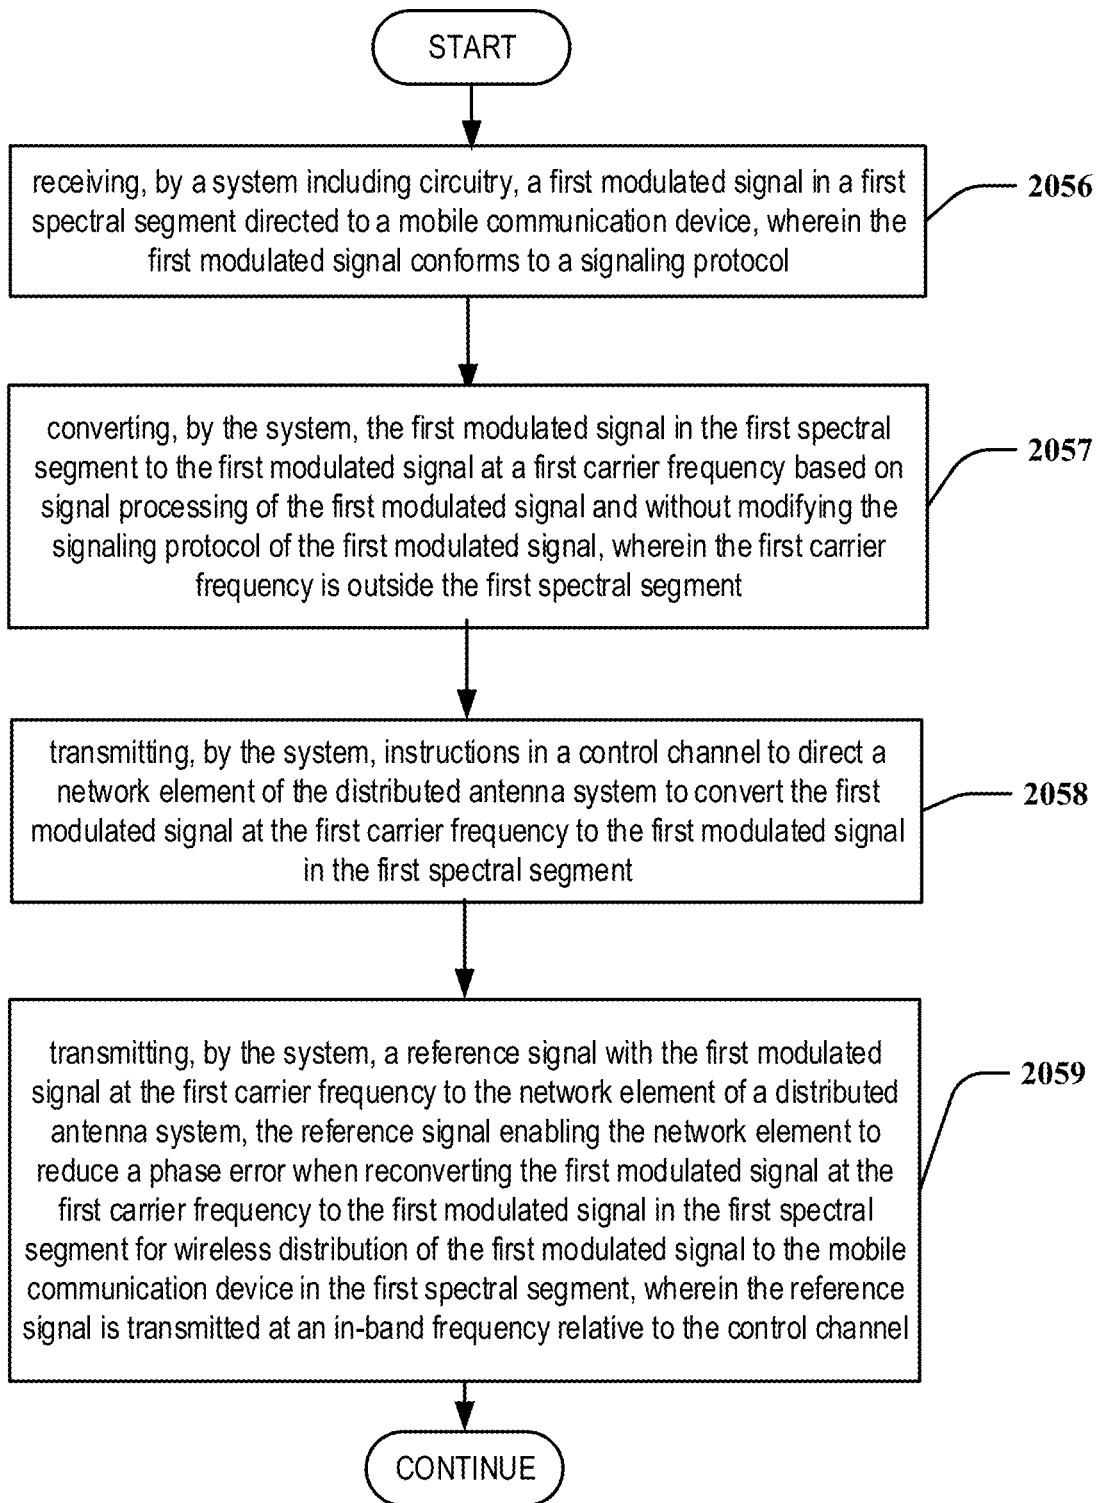 START
receiving, by a system including circuitry, a first modulated signal in a first
spectral segment directed to a mobile communication device, wherein the
first modulated signal conforms to a signaling protocol
2056
converting, by the system, the first modulated signal in the first spectral
segment to the first modulated signal at a first carrier frequency based on
signal processing of the first modulated signal and without modifying the
signaling protocol of the first modulated signal, wherein the first carrier
frequency is outside the first spectral segment
2057
transmitting, by the system, instructions in a control channel to direct a
network element of the distributed antenna system to convert the first
modulated signal at the first carrier frequency to the first modulated signal
in the first spectral segment
2058
transmitting, by the system, a reference signal with the first modulated
signal at the first carrier frequency to the network element of a distributed
antenna system, the reference signal enabling the network element to
reduce a phase error when reconverting the first modulated signal at the
first carrier frequency to the first modulated signal in the first spectral
segment for wireless distribution of the first modulated signal to the mobile
communication device in the first spectral segment, wherein the reference
signal is transmitted at an in-band frequency relative to the control channel
2059
CONTINUE